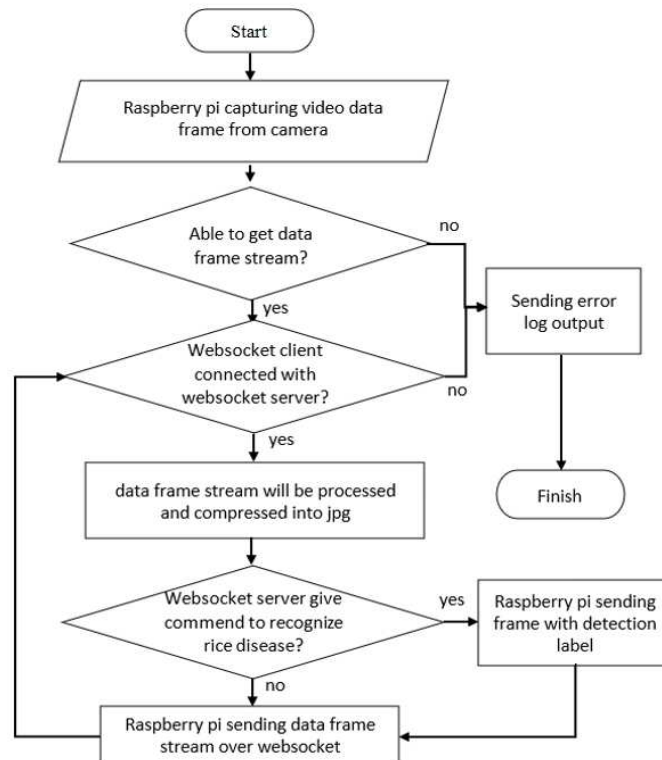 Start
Raspberry pi capturing video data
frame from camera
Able to get data
frame stream?
no
yes
Sending error
log output
Websocket client
connected with
websocket server?
no
yes
Finish
data frame stream will be processed
and compressed into jpg
Websocket server give
commend to recognize
rice disease?
yes
Raspberry pi sending
frame with detection
label
no
Raspberry pi sending data frame
stream over websocket